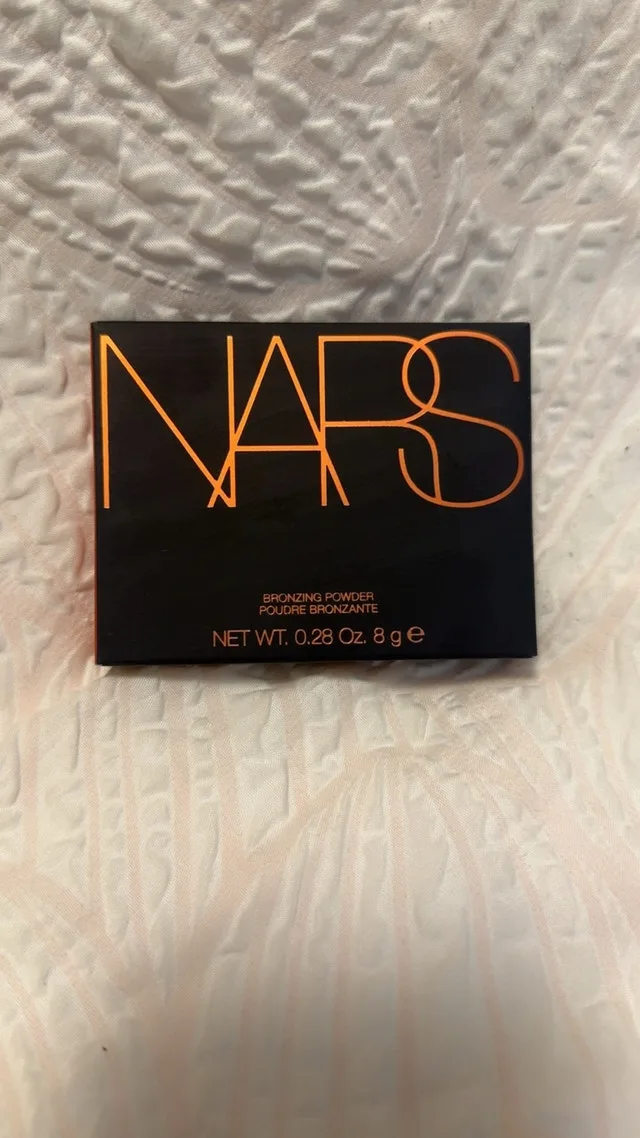 NARS
BRONZING POWDER
POUDRE BRONZANTE
NET WT. 0.28 Oz. 8 g ℮